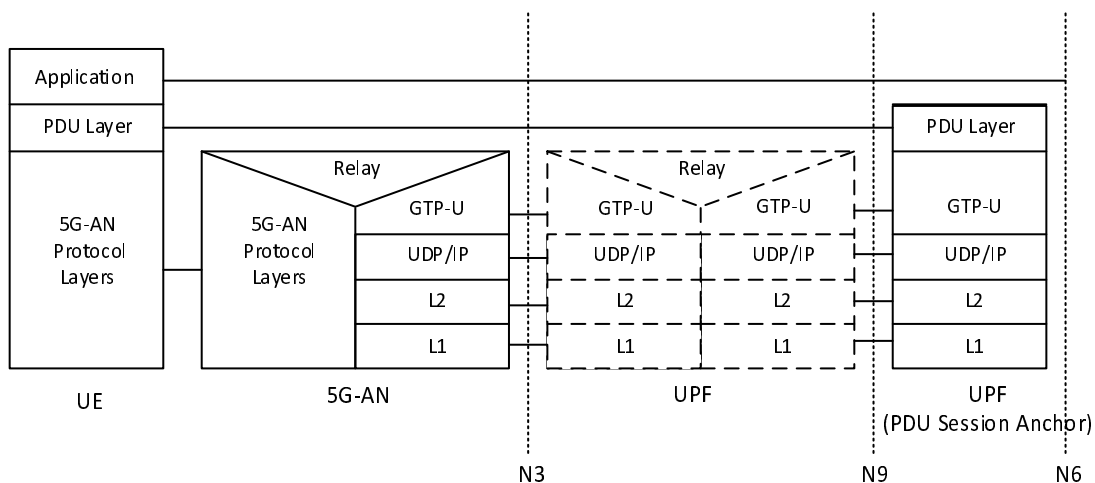 Application
PDU Layer
PDU Layer
Relay
Relay
5G-AN
Protocol
Layers
5G-AN
Protocol
Layers
GTP-U
GTP-U
GTP-U
GTP-U
UDP/IP
UDP/IP
UDP/IP
UDP/IP
L2
L2
L2
L2
L1
L1
L1
L1
UE
5G-AN
UPF
UPF
(PDU Session Anchor)
N3
N9
N6